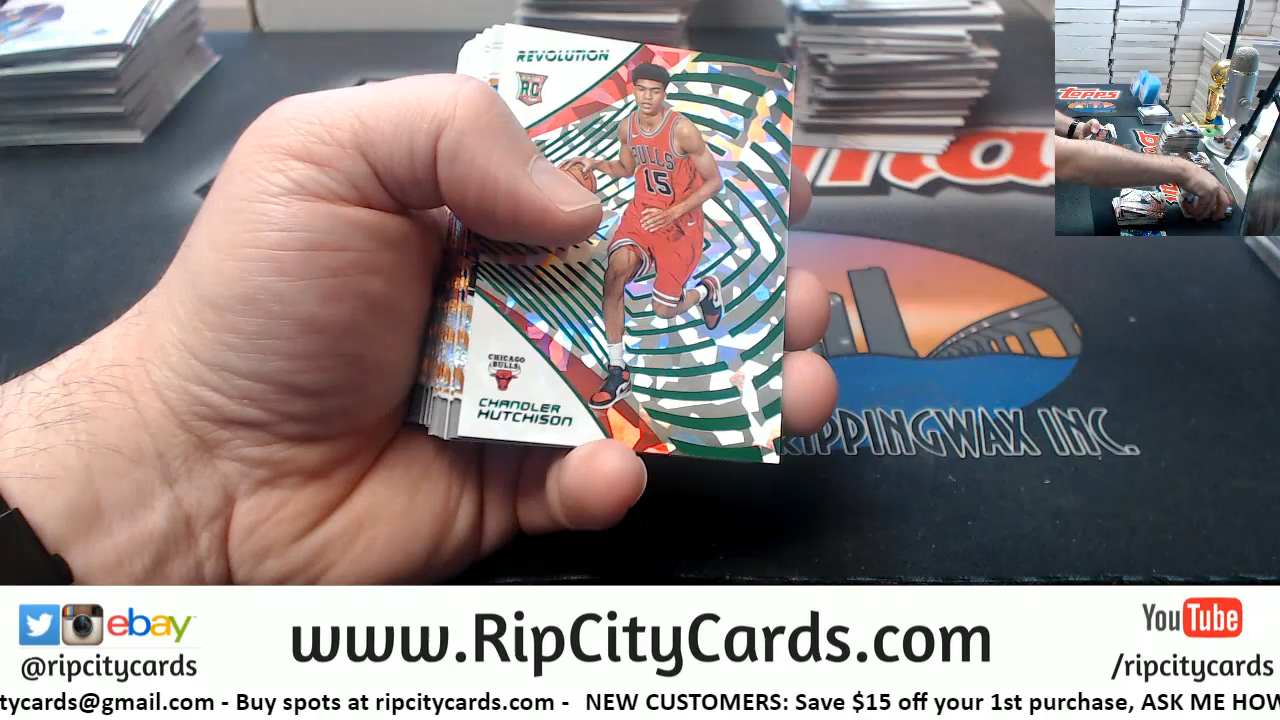 REVOLUTION
RC
BULLS
15
CHICAGO
BULLS
CHANDLER
HUTCHISON
Topps
RIPPINGWAX INC.
ebay
@ripcitycards
www.RipCityCards.com
YouTube
/ripcitycards
tycards@gmail.com - Buy spots at ripcitycards.com - NEW CUSTOMERS: Save $15 off your 1st purchase, ASK ME HOW